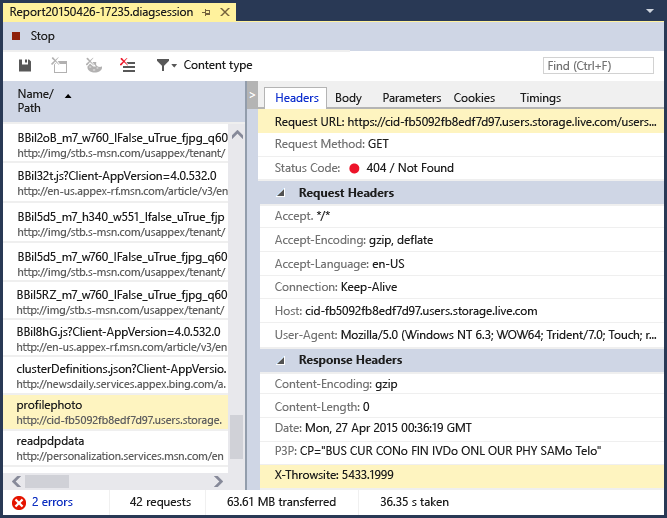 Report20150426-17235.diagsession
Stop
Content type
Find (Ctrl+F)
Name/
Path
BBil2oB_m7_w760_lFalse_uTrue_fjpg_q60
http://img/stb.s-msn.com/usappex/tenant/
BBil32t.js?Client-AppVersion=4.0.532.0
http://en-us.appex-rf.msn.com/article/v3/en
BBil5d5_m7_h340_w551_lfalse_uTrue_fjp
http://img/stb.s-msn.com/usappex/tenant/
BBil5d5_m7_w760_lFalse_uTrue_fjpg_q60
http://img/stb.s-msn.com/usappex/tenant/
BBil5RZ_m7_w760_lFalse_uTrue_fjpg_q60
http://img/stb.s-msn.com/usappex/tenant/
BBil8hG.js?Client-AppVersion=4.0.532.0
http://en-us.appex-rf.msn.com/article/v3/en
clusterDefinitions.json?Client-AppVersio.
http://newsdaily.services.appex.bing.com/a.
profilephoto
http://cid-fb5092fb8edf7d97.users.storage.
readpdpdata
http://personalization.services.msn.com/en
>
Headers Body Parameters Cookies Timings
Request URL: https://cid-fb5092fb8edf7d97.users.storage.live.com/users...
Request Method: GET
Status Code: 404 / Not Found
Request Headers
Accept. */*
Accept-Encoding: gzip, deflate
Accept-Language: en-US
Connection: Keep-Alive
Host: cid-fb5092fb8edf7d97.users.storage.live.com
User-Agent: Mozilla/5.0 (Windows NT 6.3; WOW64; Trident/7.0; Touch; r...
Response Headers
Content-Encoding: gzip
Content-Length: 0
Date: Mon, 27 Apr 2015 00:36:19 GMT
P3P: CP="BUS CUR CONo FIN IVDo ONL OUR PHY SAMo Telo"
X-Throwsite: 5433.1999
2 errors 42 requests 63.61 MB transferred 36.35 s taken